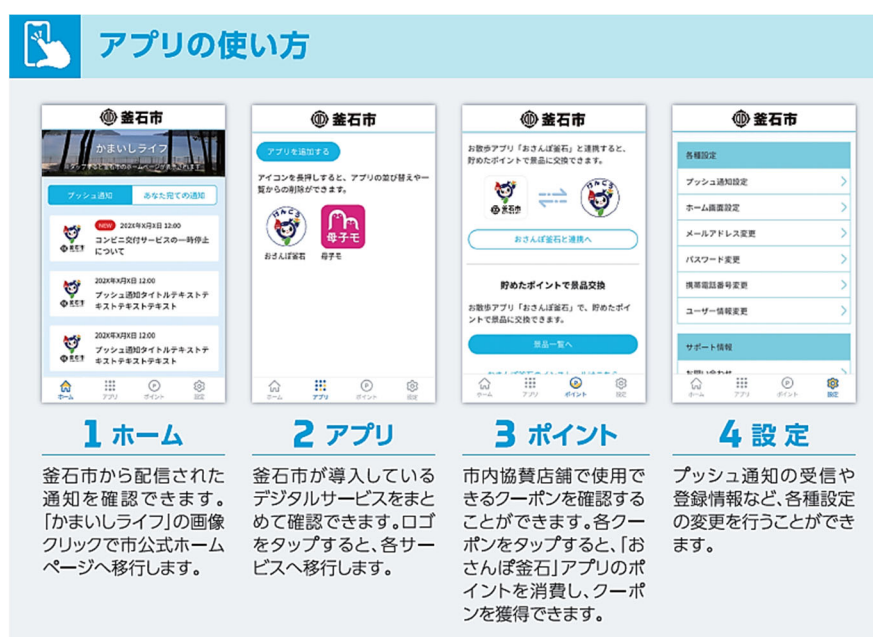 アプリの使い方
釜石市
かまいしライフ
プッシュ通知
あなた宛ての通知
NEW 202X年X月X日 12:00
コンビニ交付サービスの一時停止
について
202X年X月X日 12:00
プッシュ通知タイトルテキストテ
キストテキストテキスト
202X年X月X日 12:00
プッシュ通知タイトルテキストテ
キストテキストテキスト
ホーム
アプリ
ポイント
設定
1 ホーム
釜石市から配信された
通知を確認できます。
「かまいしライフ」の画像
クリックで市公式ホーム
ページへ移行します。
釜石市
アプリを追加する
アイコンを長押しすると、アプリの並び替えや一
覧からの削除ができます。
かまりん
母子モ
おさんぽ釜石
母子モ
ホーム
アプリ
ポイント
設定
2 アプリ
釜石市が導入している
デジタルサービスをまと
めて確認できます。ロゴ
をタップすると、各サー
ビスへ移行します。
釜石市
お散歩アプリ「おさんぽ釜石」と連携すると、
貯めたポイントで景品に交換できます。
釜石市
おさんぽ釜石と連携へ
貯めたポイントで景品交換
お散歩アプリ「おさんぽ釜石」で、貯めたポイ
ントで景品に交換できます。
景品一覧へ
ホーム
アプリ
ポイント
設定
3 ポイント
市内協賛店舗で使用で
きるクーポンを確認する
ことができます。各クー
ポンをタップすると、「お
さんぽ釜石」アプリのポ
イントを消費し、クーポ
ンを獲得できます。
釜石市
各種設定
プッシュ通知設定
ホーム画面設定
メールアドレス変更
パスワード変更
携帯電話番号変更
ユーザー情報変更
サポート情報
ホーム
アプリ
ポイント
設定
4 設定
プッシュ通知の受信や
登録情報など、各種設定
の変更を行うことができ
ます。